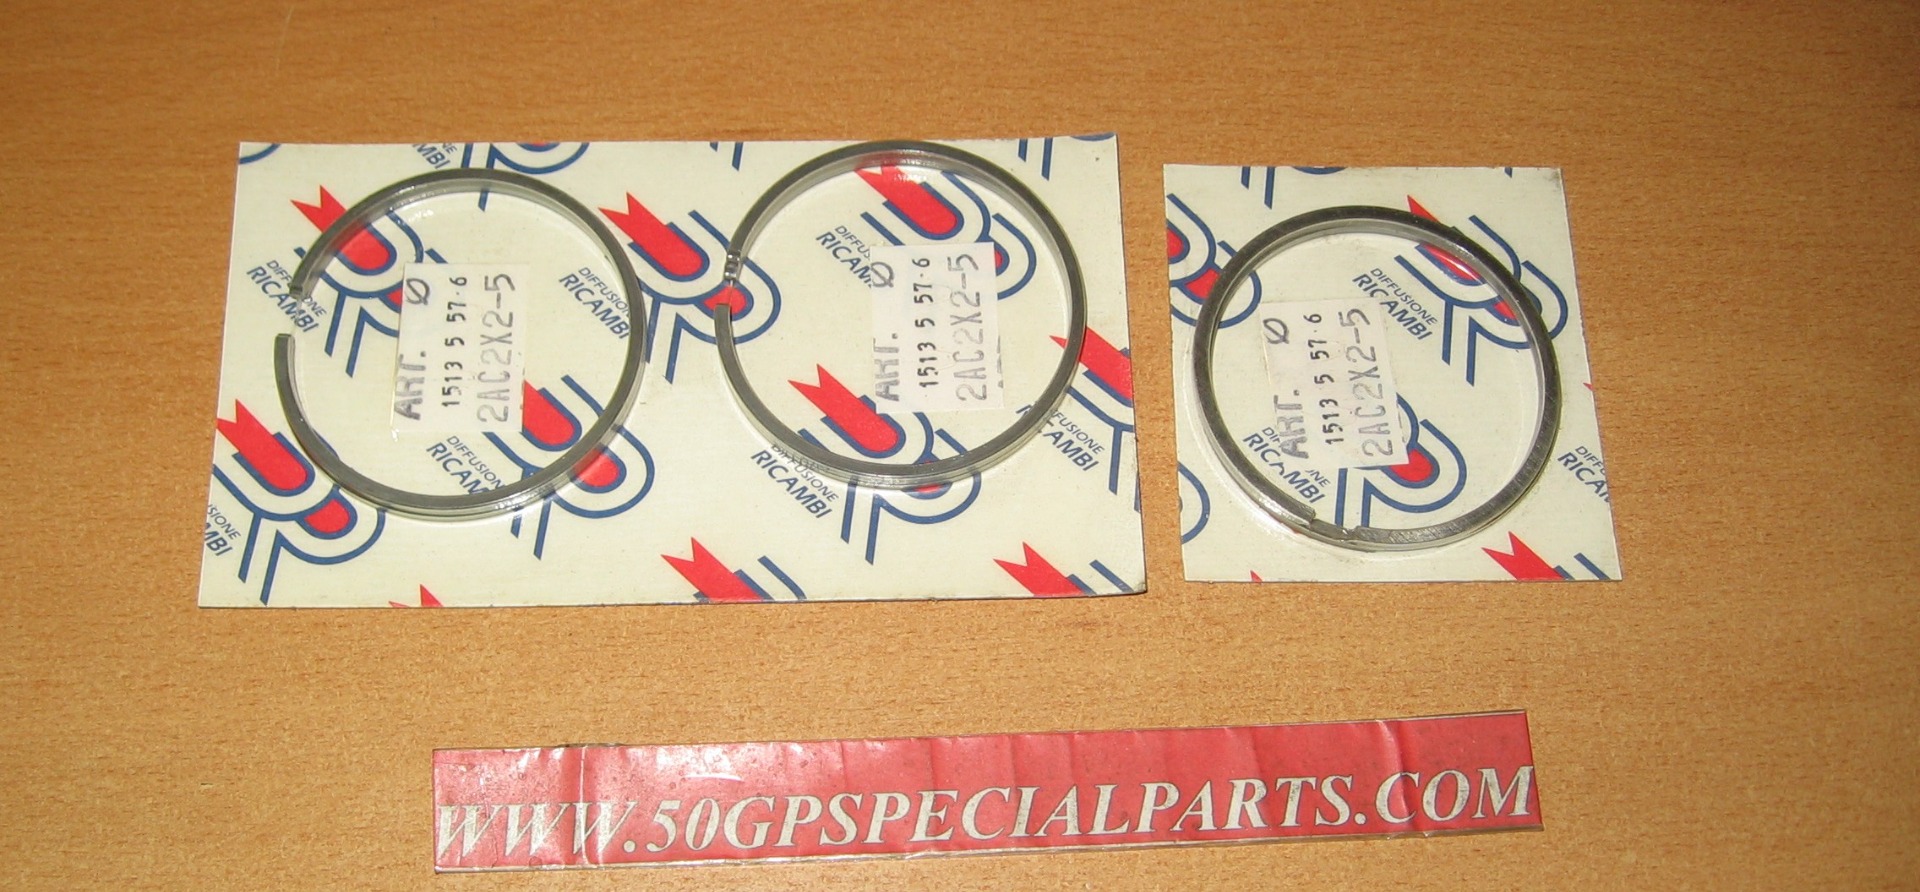 DIFFUSIONE
RICAMBI
ART. Ø
1513 5 57·6
2AC2X2-5
DIFFUSIONE
RICAMBI
DIFFUSIONE
RICAMBI
ART. Ø
1513 5 57·6
2AC2X2-5
DIFFUSIONE
RICAMBI
DIFFUSIONE
RICAMBI
ART. Ø
1513 5 57·6
2AC2X2-5
WWW.50GPSPECIALPARTS.COM